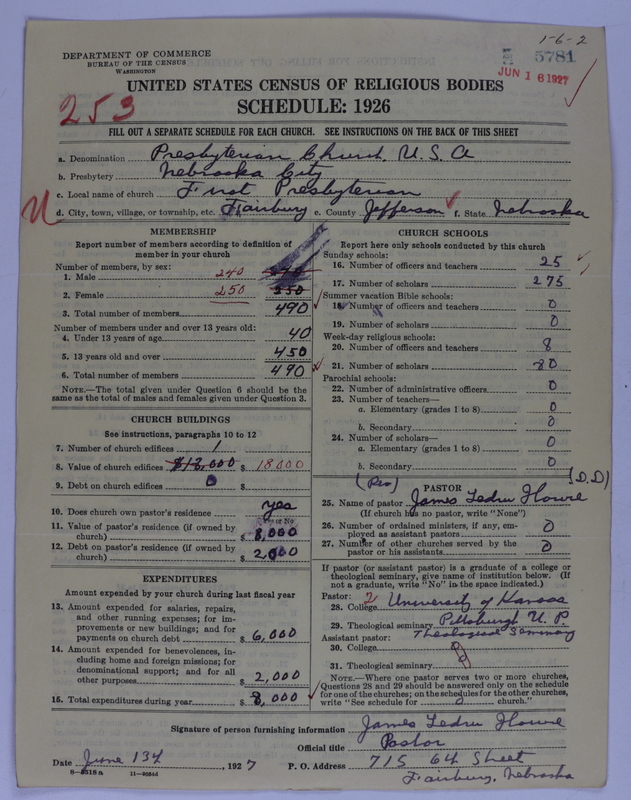 1-6-2
DEPARTMENT OF COMMERCE
BUREAU OF THE CENSUS
WASHINGTON
5781
JUN 16 1927
253
UNITED STATES CENSUS OF RELIGIOUS BODIES
SCHEDULE: 1926
FILL OUT A SEPARATE SCHEDULE FOR EACH CHURCH. SEE INSTRUCTIONS ON THE BACK OF THIS SHEET
a. Denomination Presbyterian Church U.S.A
b. Presbytery Nebraska City
c. Local name of church First Presbyterian
d. City, town, village, or township, etc. Fairbury e. County Jefferson f. State Nebraska
MEMBERSHIP
Report number of members according to definition of
member in your church
Number of members, by sex:
1. Male 240 240
2. Female 250 250
3. Total number of members 490
Number of members under and over 13 years old:
4. Under 13 years of age 40
5. 13 years old and over 450
6. Total number of members 490
NOTE.—The total given under Question 6 should be
same as the total of males and females given under Question 3.
CHURCH BUILDINGS
See instructions, paragraphs 10 to 12
7. Number of church edifices 1
8. Value of church edifices $18,000 $ 18000
9. Debt on church edifices 0 $
10. Does church own pastor's residence yes
Yes or No
11. Value of pastor's residence (if owned by
church) $ 8,000
12. Debt on pastor's residence (if owned by
church) $ 2,000
EXPENDITURES
Amount expended by your church during last fiscal year
13. Amount expended for salaries, repairs,
and other running expenses; for im-
provements or new buildings; and for
payments on church debt $ 6,000
14. Amount expended for benevolences, in-
cluding home and foreign missions; for
denominational support; and for all
other purposes $ 2,000
15. Total expenditures during year $ 8,000
CHURCH SCHOOLS
Report here only schools conducted by this church
Sunday schools:
16. Number of officers and teachers 25
17. Number of scholars 275
Summer vacation Bible schools:
18. Number of officers and teachers 0
19. Number of scholars 0
Week-day religious schools:
20. Number of officers and teachers 8
21. Number of scholars 80
Parochial schools:
22. Number of administrative officers 0
23. Number of teachers—
a. Elementary (grades 1 to 8) 0
b. Secondary 0
24. Number of scholars—
a. Elementary (grades 1 to 8) 0
b. Secondary 0
(Rev) PASTOR (D.D)
25. Name of pastor James Ledru Howe
(If church has no pastor, write "None")
26. Number of ordained ministers, if any, em-
ployed as assistant pastors 0
27. Number of other churches served by the
pastor or his assistants 0
If pastor (or assistant pastor) is a graduate of a college or
theological seminary, give name of institution below. (If
not a graduate, write "No" in the space indicated.)
Pastor: 2
28. College University of Kansas
29. Theological seminary Pittsburgh U. P.
Theological Seminary
Assistant pastor:
30. College
31. Theological seminary
NOTE.—Where one pastor serves two or more churches,
Questions 28 and 29 should be answered only on the schedule
for one of the churches; on the schedules for the other churches,
write "See schedule for church."
Signature of person furnishing information James Ledru Howe
Official title Pastor
Date June 13th, 1927 P. O. Address 715 6th Street
Fairbury, Nebraska
8—5318a 11—9554d